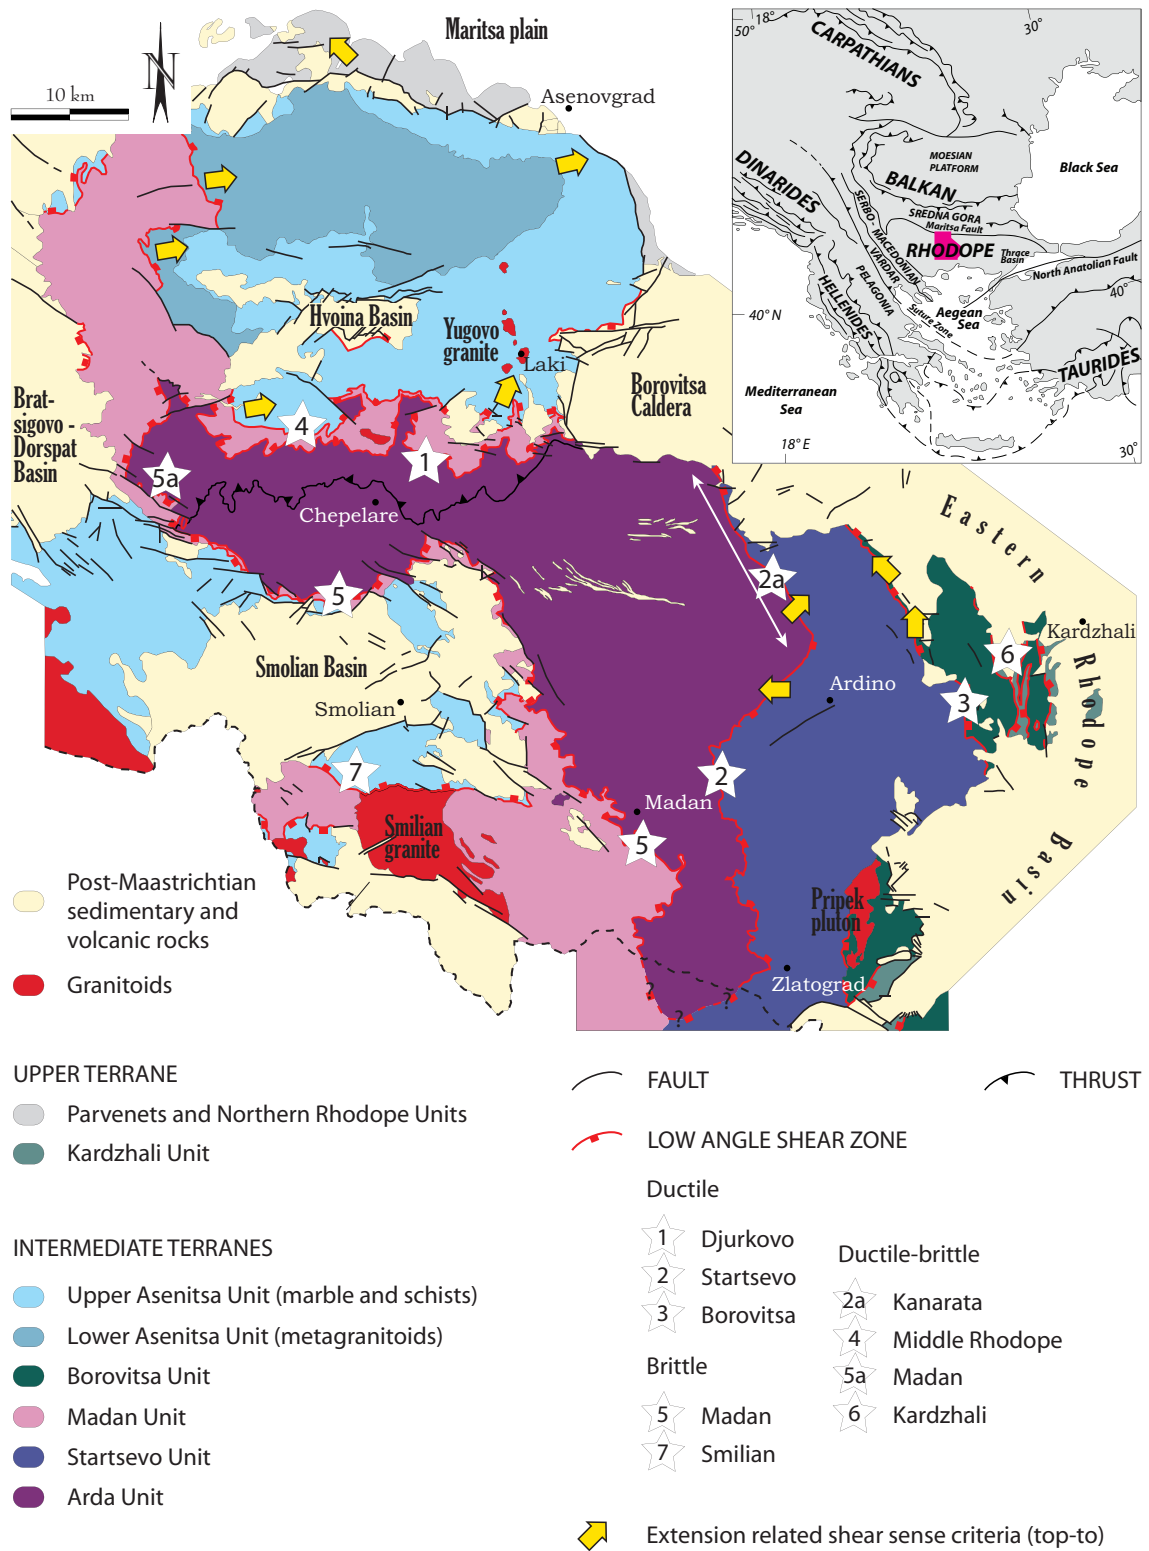 Maritsa plain
N
10 km
Asenovgrad
Hvoina Basin
Yugovo
granite
Laki
Borovitsa
Caldera
Brat-
sigovo -
Dorspat
Basin
4
1
5a
Chepelare
5
2a
Eastern
Rhodope
Basin
Kardzhali
6
3
Smolian Basin
Smolian
Ardino
7
2
Madan
5
Smilian
granite
Pripek
pluton
Zlatograd
?
?
?
50°
18°
30°
CARPATHIANS
MOESIAN
PLATFORM
Black Sea
DINARIDES
BALKAN
SREDNA GORA
Maritsa Fault
SERBO - MACEDONIAN
VARDAR
RHODOPE
Thrace
Basin
North Anatolian Fault
PELAGONIA
HELLENIDES
Suture Zone
Aegean
Sea
40°
40° N
TAURIDES
Mediterranean
Sea
18° E
30°
Post-Maastrichtian
sedimentary and
volcanic rocks
Granitoids
UPPER TERRANE
Parvenets and Northern Rhodope Units
Kardzhali Unit
INTERMEDIATE TERRANES
Upper Asenitsa Unit (marble and schists)
Lower Asenitsa Unit (metagranitoids)
Borovitsa Unit
Madan Unit
Startsevo Unit
Arda Unit
FAULT
THRUST
LOW ANGLE SHEAR ZONE
Ductile
1 Djurkovo
2 Startsevo
3 Borovitsa
Brittle
5 Madan
7 Smilian
Ductile-brittle
2a Kanarata
4 Middle Rhodope
5a Madan
6 Kardzhali
Extension related shear sense criteria (top-to)